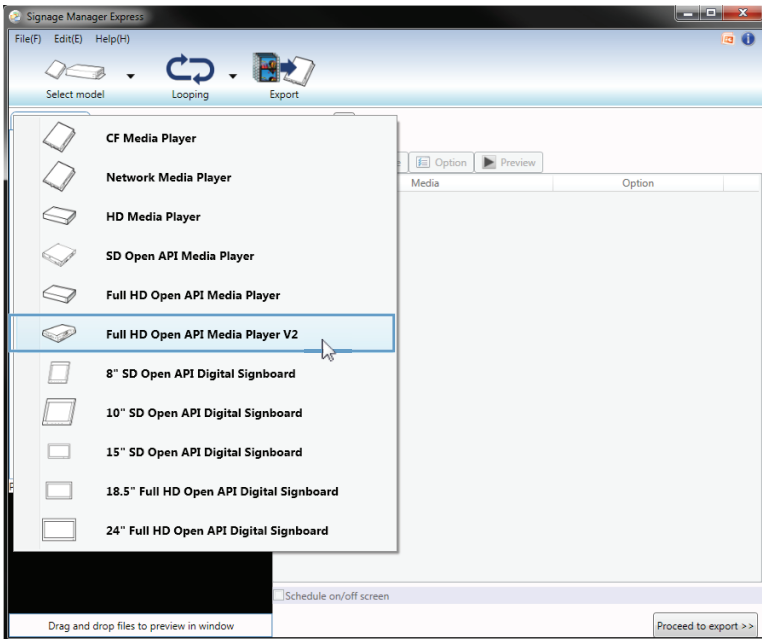 Signage Manager Express
File(F) Edit(E) Help(H)
Select model Looping Export
CF Media Player
Network Media Player
HD Media Player
SD Open API Media Player
Full HD Open API Media Player
Full HD Open API Media Player V2
8" SD Open API Digital Signboard
10" SD Open API Digital Signboard
15" SD Open API Digital Signboard
18.5" Full HD Open API Digital Signboard
24" Full HD Open API Digital Signboard
Option Preview
Media Option
Schedule on/off screen
Drag and drop files to preview in window
Proceed to export >>